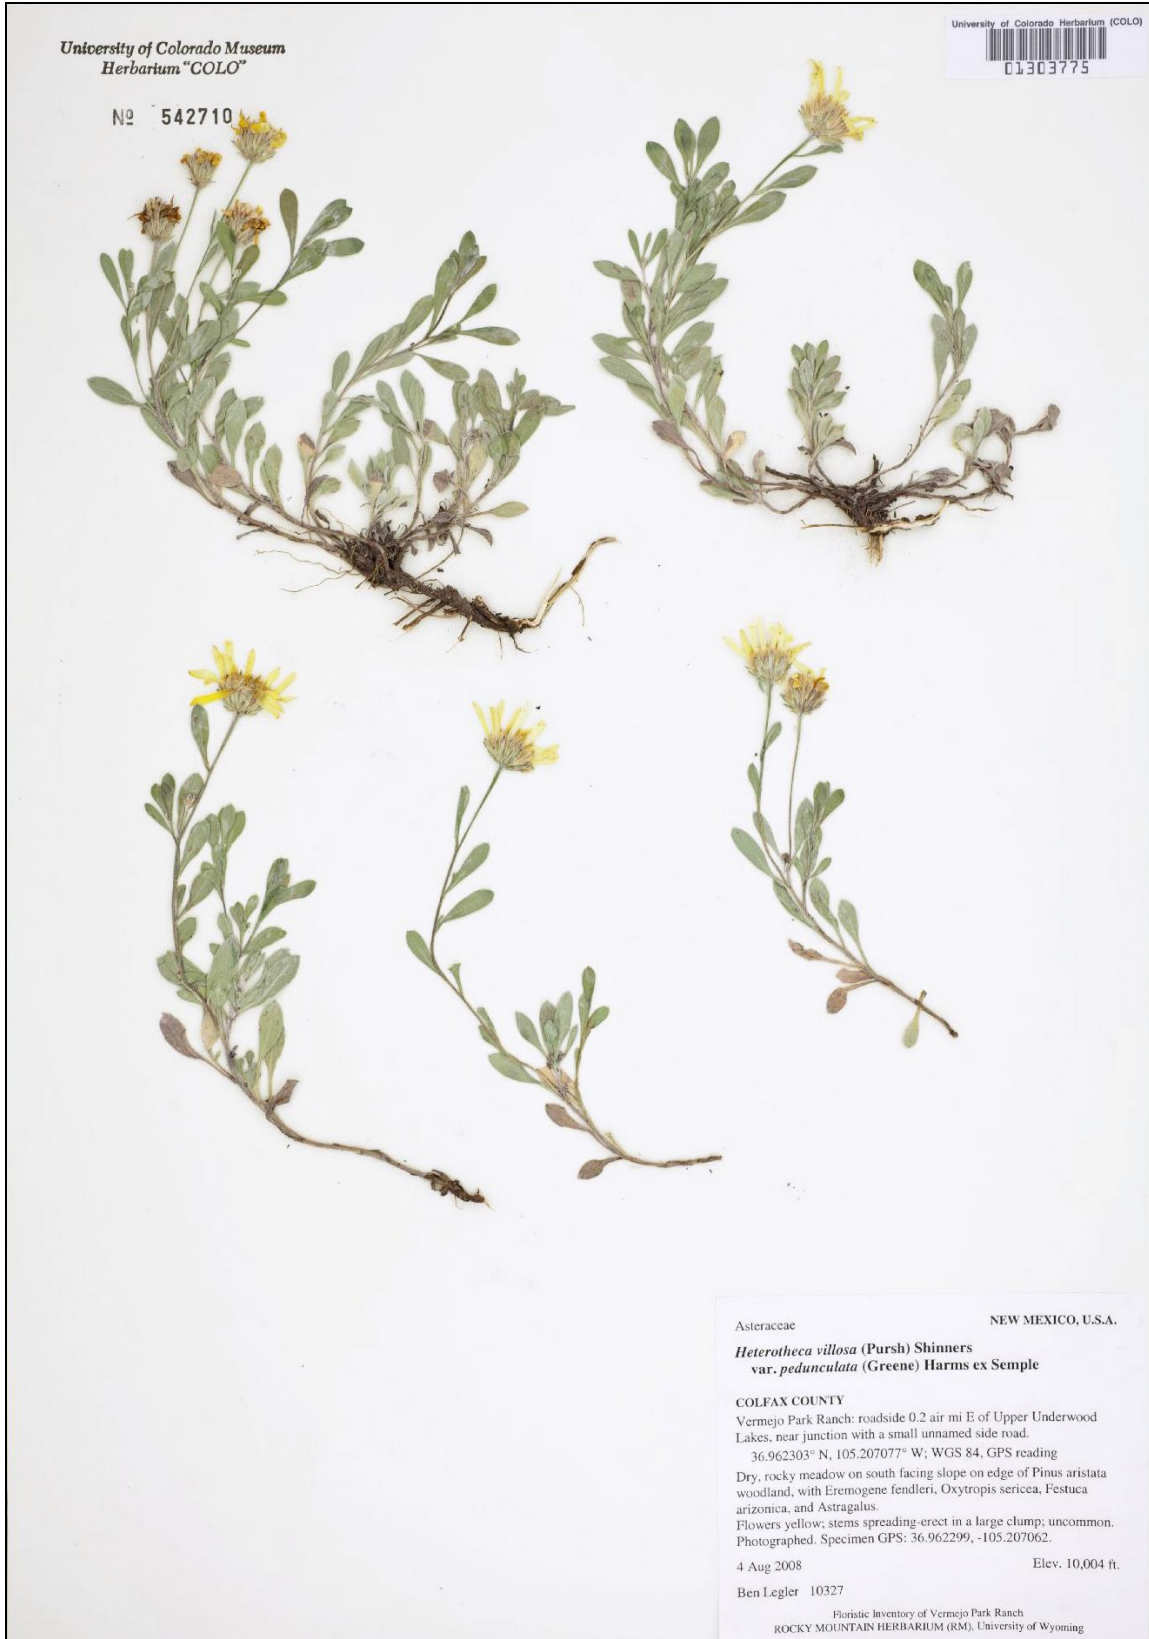 University of Colorado Museum
Herbarium "COLO"
№ 542710
University of Colorado Herbarium (COLO)
01303775
Asteraceae
NEW MEXICO, U.S.A.
Heterotheca villosa (Pursh) Shinners
var. pedunculata (Greene) Harms ex Semple
COLFAX COUNTY
Vermejo Park Ranch: roadside 0.2 air mi E of Upper Underwood
Lakes, near junction with a small unnamed side road.
36.962303° N, 105.207077° W; WGS 84, GPS reading
Dry, rocky meadow on south facing slope on edge of Pinus aristata
woodland, with Eremogene fendleri, Oxytropis sericea, Festuca
arizonica, and Astragalus.
Flowers yellow; stems spreading-erect in a large clump; uncommon.
Photographed. Specimen GPS: 36.962299, -105.207062.
4 Aug 2008
Elev. 10,004 ft.
Ben Legler 10327
Floristic Inventory of Vermejo Park Ranch
ROCKY MOUNTAIN HERBARIUM (RM), University of Wyoming